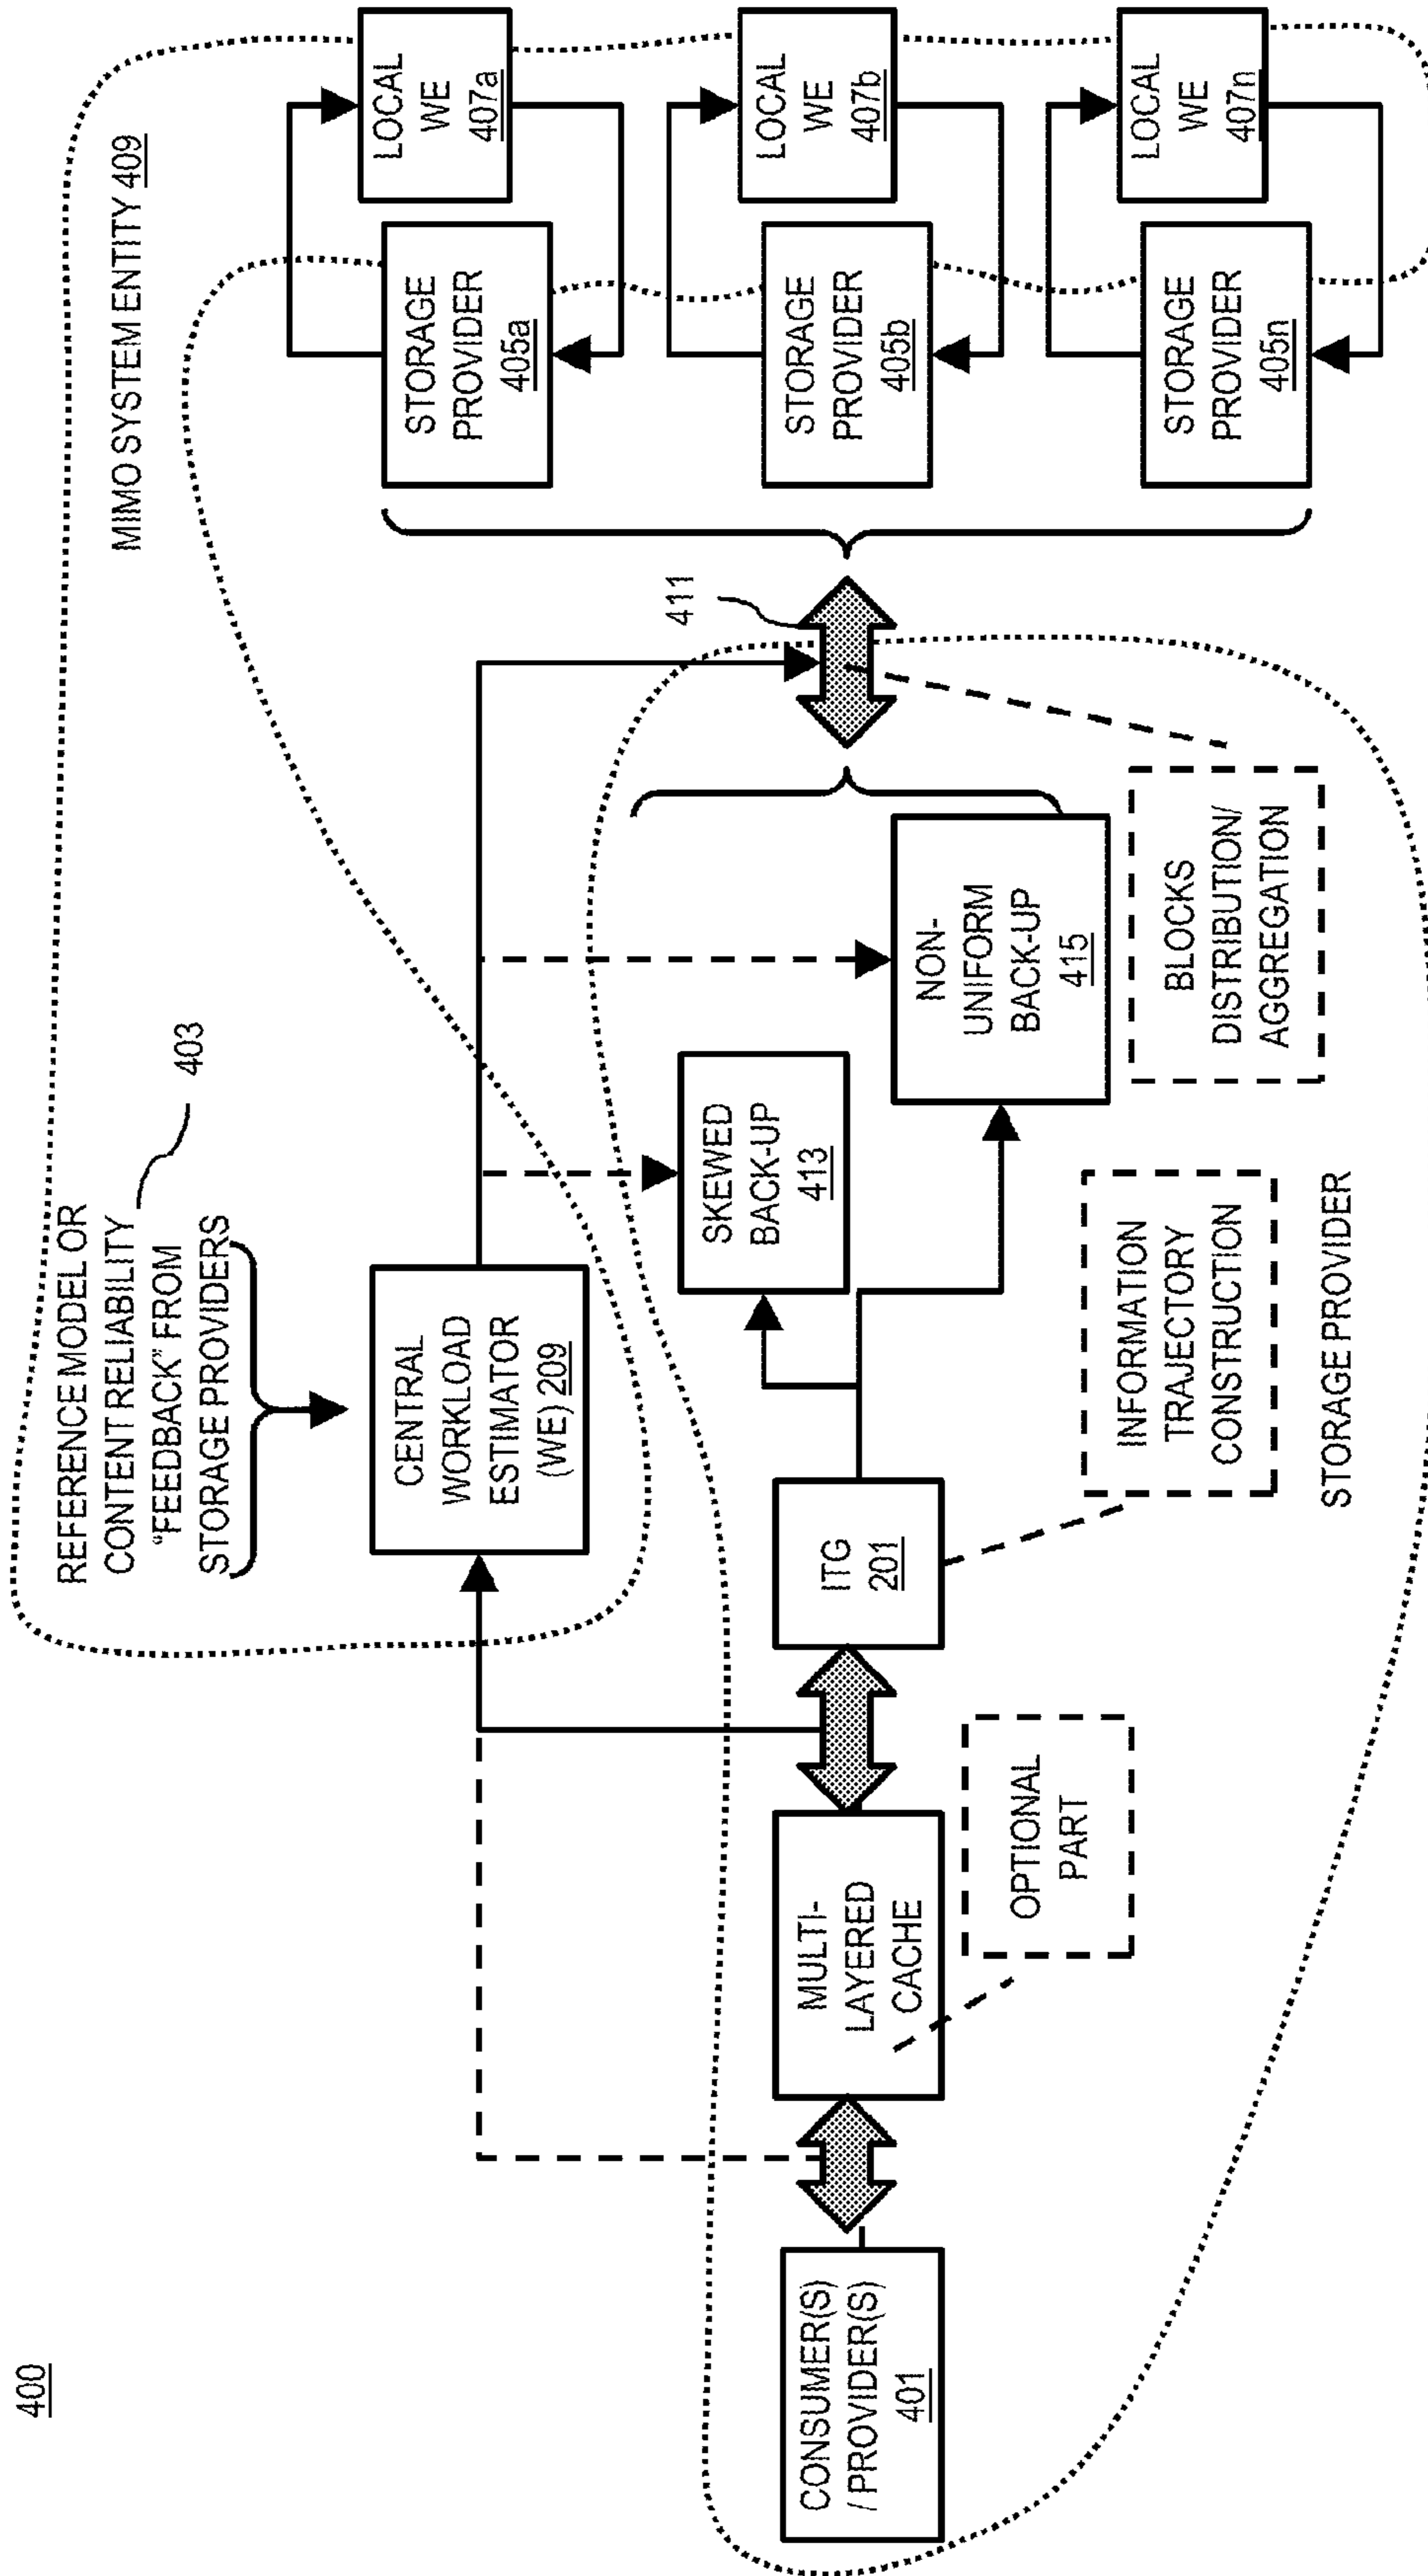 400
REFERENCE MODEL OR
CONTENT RELIABILITY
"FEEDBACK" FROM
STORAGE PROVIDERS
403
MIMO SYSTEM ENTITY 409
CENTRAL
WORKLOAD
ESTIMATOR
(WE) 209
411
STORAGE
PROVIDER
405a
LOCAL
WE
407a
STORAGE
PROVIDER
405b
LOCAL
WE
407b
STORAGE
PROVIDER
405n
LOCAL
WE
407n
CONSUMER(S)
/ PROVIDER(S)
401
MULTI-
LAYERED
CACHE
OPTIONAL
PART
ITG
201
INFORMATION
TRAJECTORY
CONSTRUCTION
SKEWED
BACK-UP
413
NON-
UNIFORM
BACK-UP
415
BLOCKS
DISTRIBUTION/
AGGREGATION
STORAGE PROVIDER